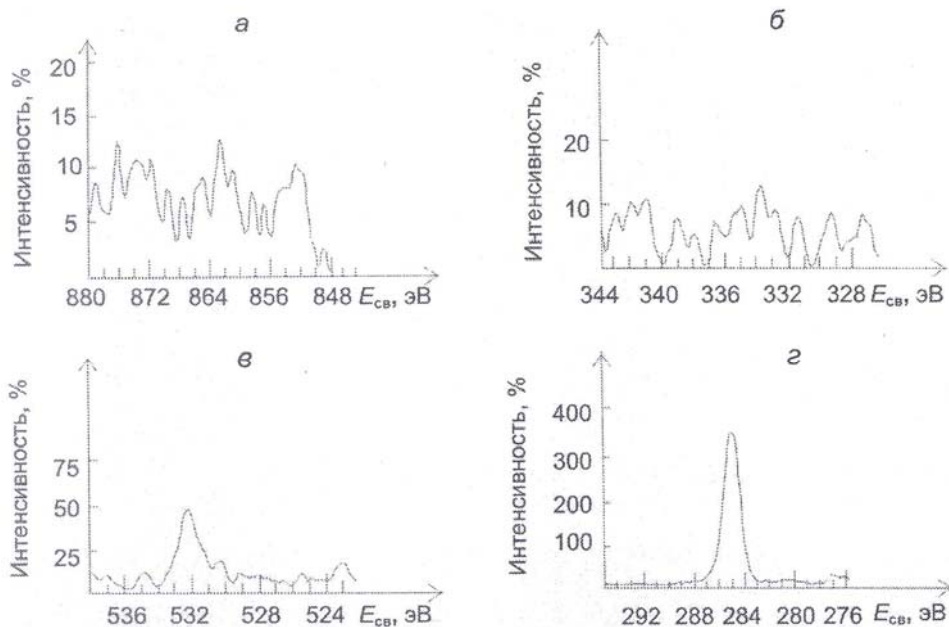 а
Интенсивность, %
20
15
10
5
880 872 864 856 848 Eсв, эВ
б
Интенсивность, %
20
10
344 340 336 332 328 Eсв, эВ
в
Интенсивность, %
75
50
25
536 532 528 524 Eсв, эВ
г
Интенсивность, %
400
300
200
100
292 288 284 280 276 Eсв, эВ